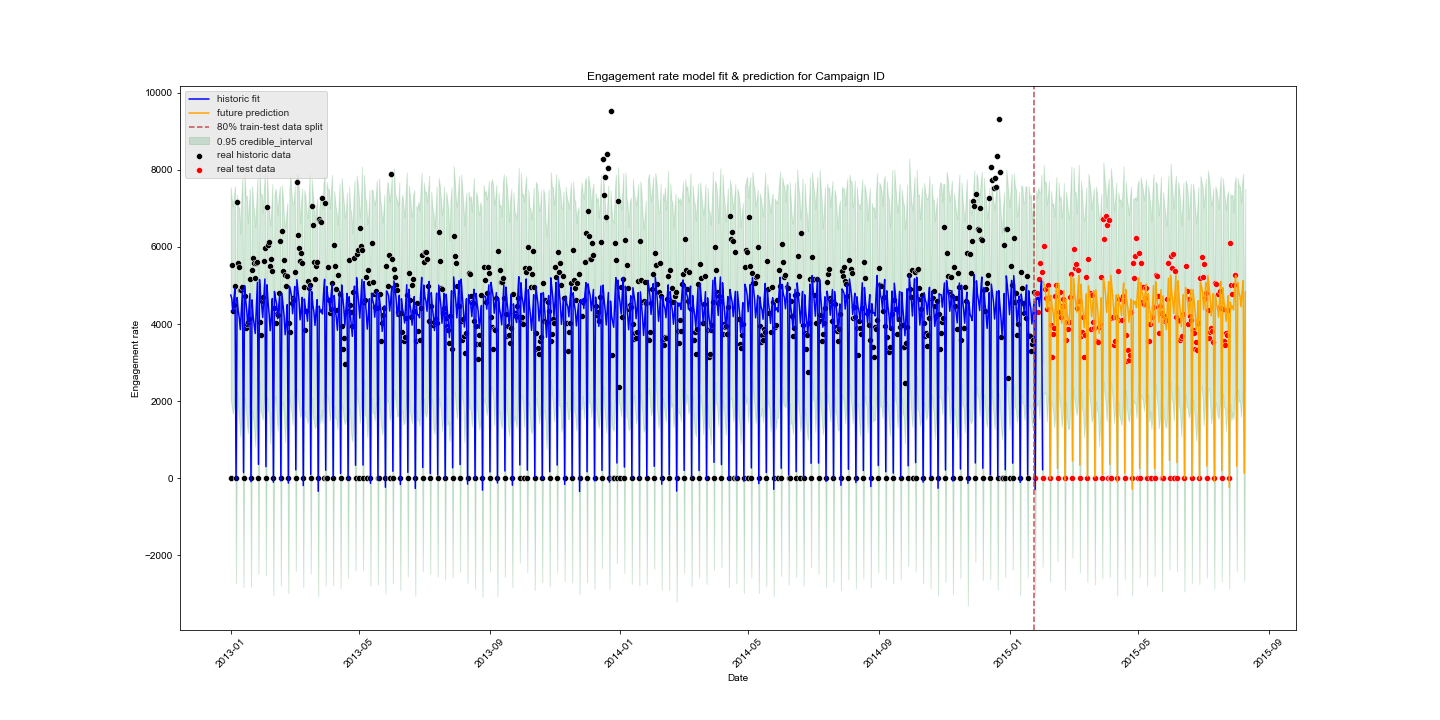 Engagement rate model fit & prediction for Campaign ID
historic fit
future prediction
80% train-test data split
0.95 credible_interval
real historic data
real test data
Engagement rate
10000
8000
6000
4000
2000
0
−2000
2013-01
2013-05
2013-09
2014-01
2014-05
2014-09
2015-01
2015-05
2015-09
Date